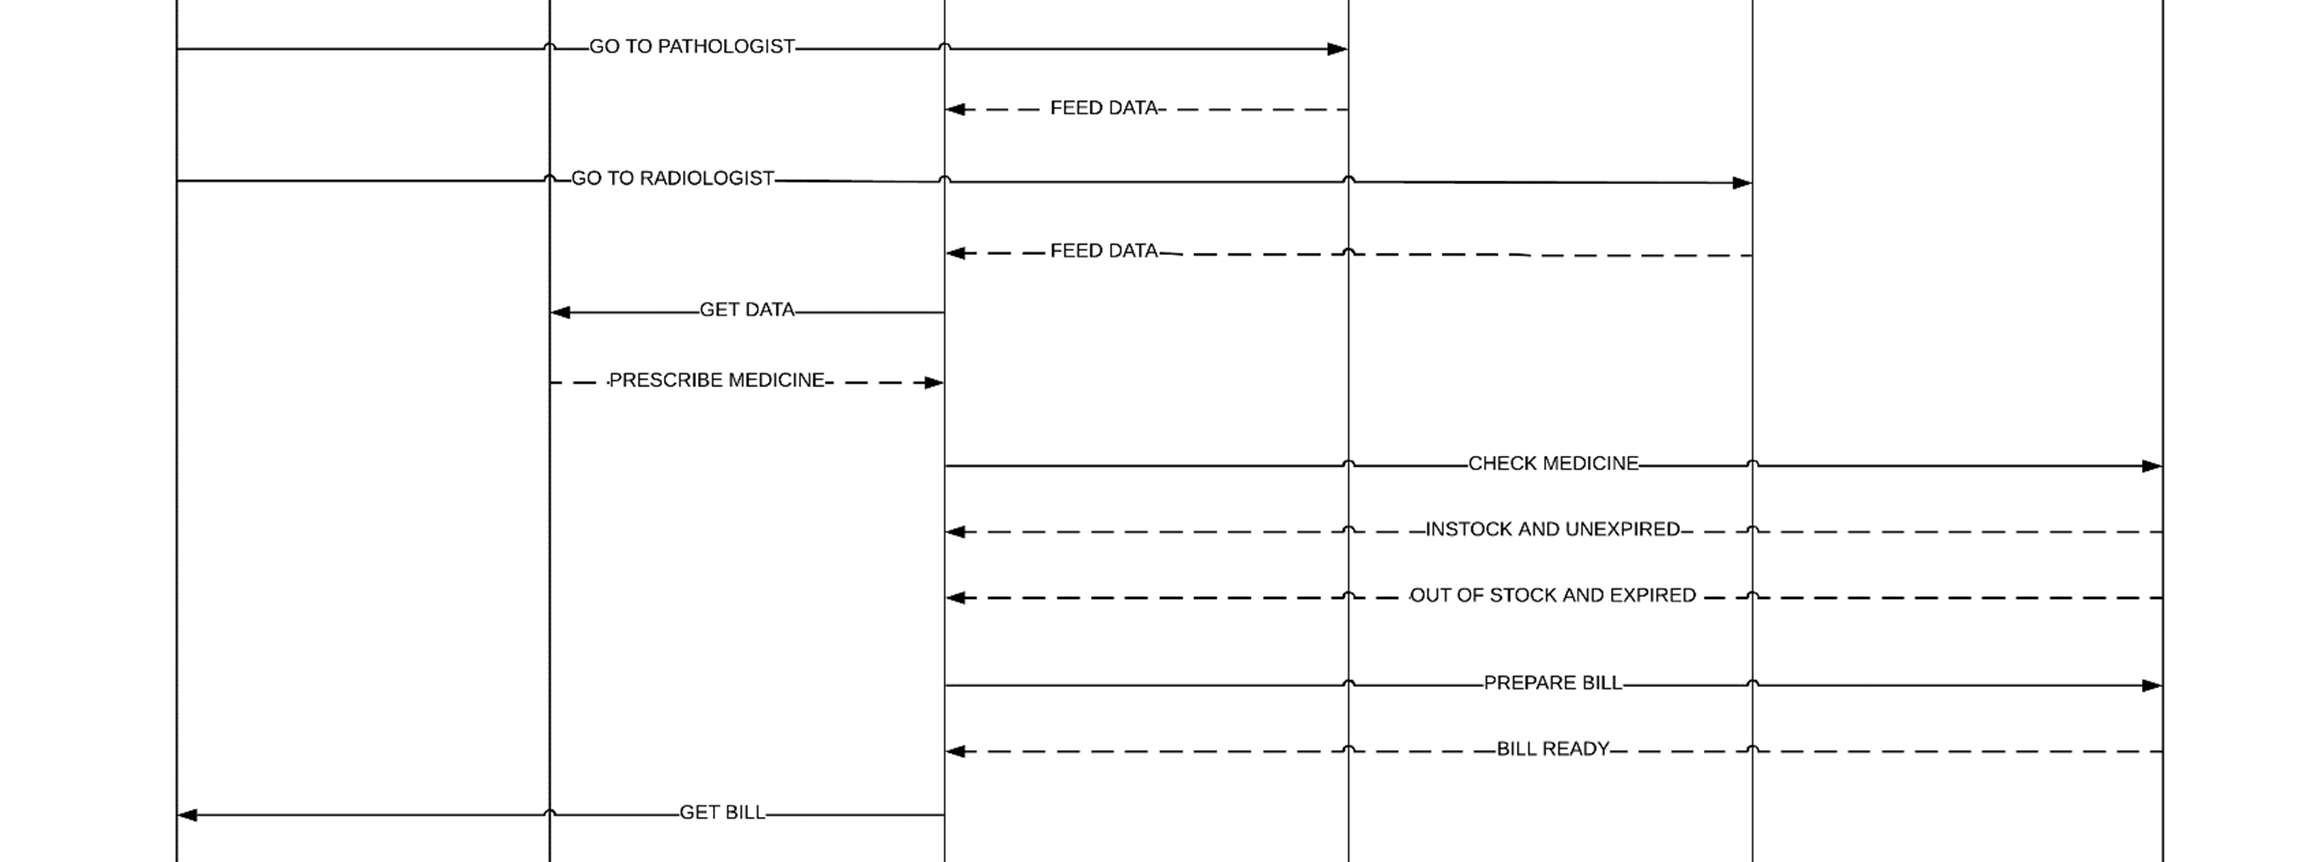 GO TO PATHOLOGIST
FEED DATA
GO TO RADIOLOGIST
FEED DATA
GET DATA
PRESCRIBE MEDICINE
CHECK MEDICINE
INSTOCK AND UNEXPIRED
OUT OF STOCK AND EXPIRED
PREPARE BILL
BILL READY
GET BILL